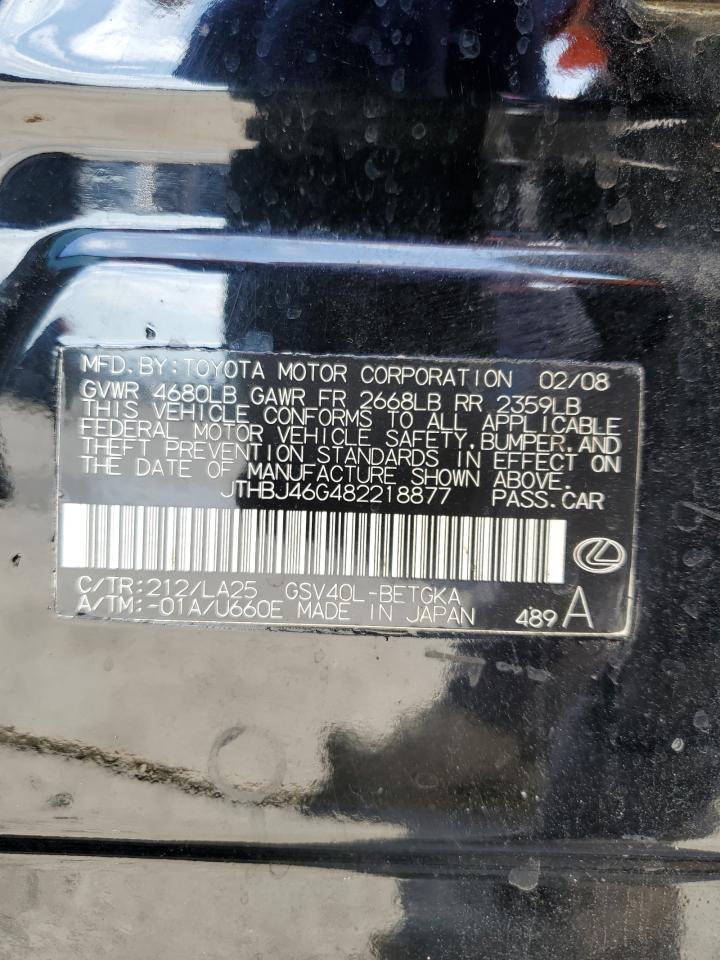 MFD. BY: TOYOTA MOTOR CORPORATION 02/08
GVWR 4680LB GAWR FR 2668LB RR 2359LB
THIS VEHICLE CONFORMS TO ALL APPLICABLE
FEDERAL MOTOR VEHICLE SAFETY, BUMPER, AND
THEFT PREVENTION STANDARDS IN EFFECT ON
THE DATE OF MANUFACTURE SHOWN ABOVE.
JTHBJ46G482218877 PASS. CAR
C/TR: 212/LA25 GSV40L-BETGKA
A/TM: -01A/U660E MADE IN JAPAN 489 A